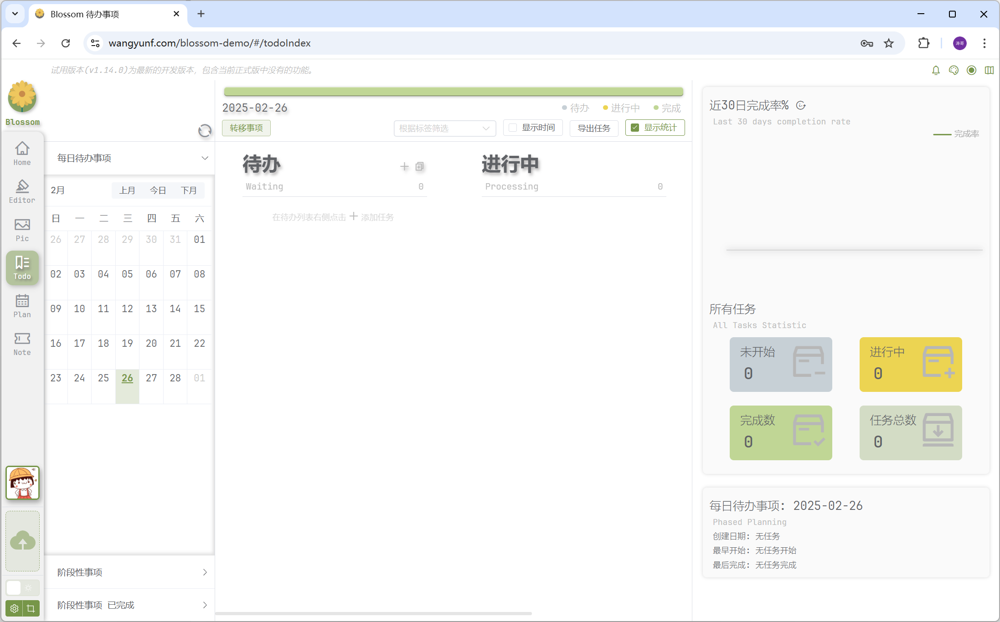 Blossom 待办事项
wangyunf.com/blossom-demo/#/todoIndex
涛哥
试用版本(v1.14.0)为最新的开发版本，包含当前正式版中没有的功能。
Blossom
Home
Editor
Pic
Todo
Plan
Note
每日待办事项
2月
上月 今日 下月
日 一 二 三 四 五 六
26 27 28 29 30 31 01
02 03 04 05 06 07 08
09 10 11 12 13 14 15
16 17 18 19 20 21 22
23 24 25 26 27 28 01
阶段性事项
阶段性事项 已完成
2025-02-26
待办 进行中 完成
转移事项
根据标签筛选
显示时间
导出任务
显示统计
待办
Waiting 0
进行中
Processing 0
在待办列表右侧点击 + 添加任务
近30日完成率%
Last 30 days completion rate
完成率
所有任务
All Tasks Statistic
未开始
0
进行中
0
完成数
0
任务总数
0
每日待办事项: 2025-02-26
Phased Planning
创建日期: 无任务
最早开始: 无任务开始
最后完成: 无任务完成